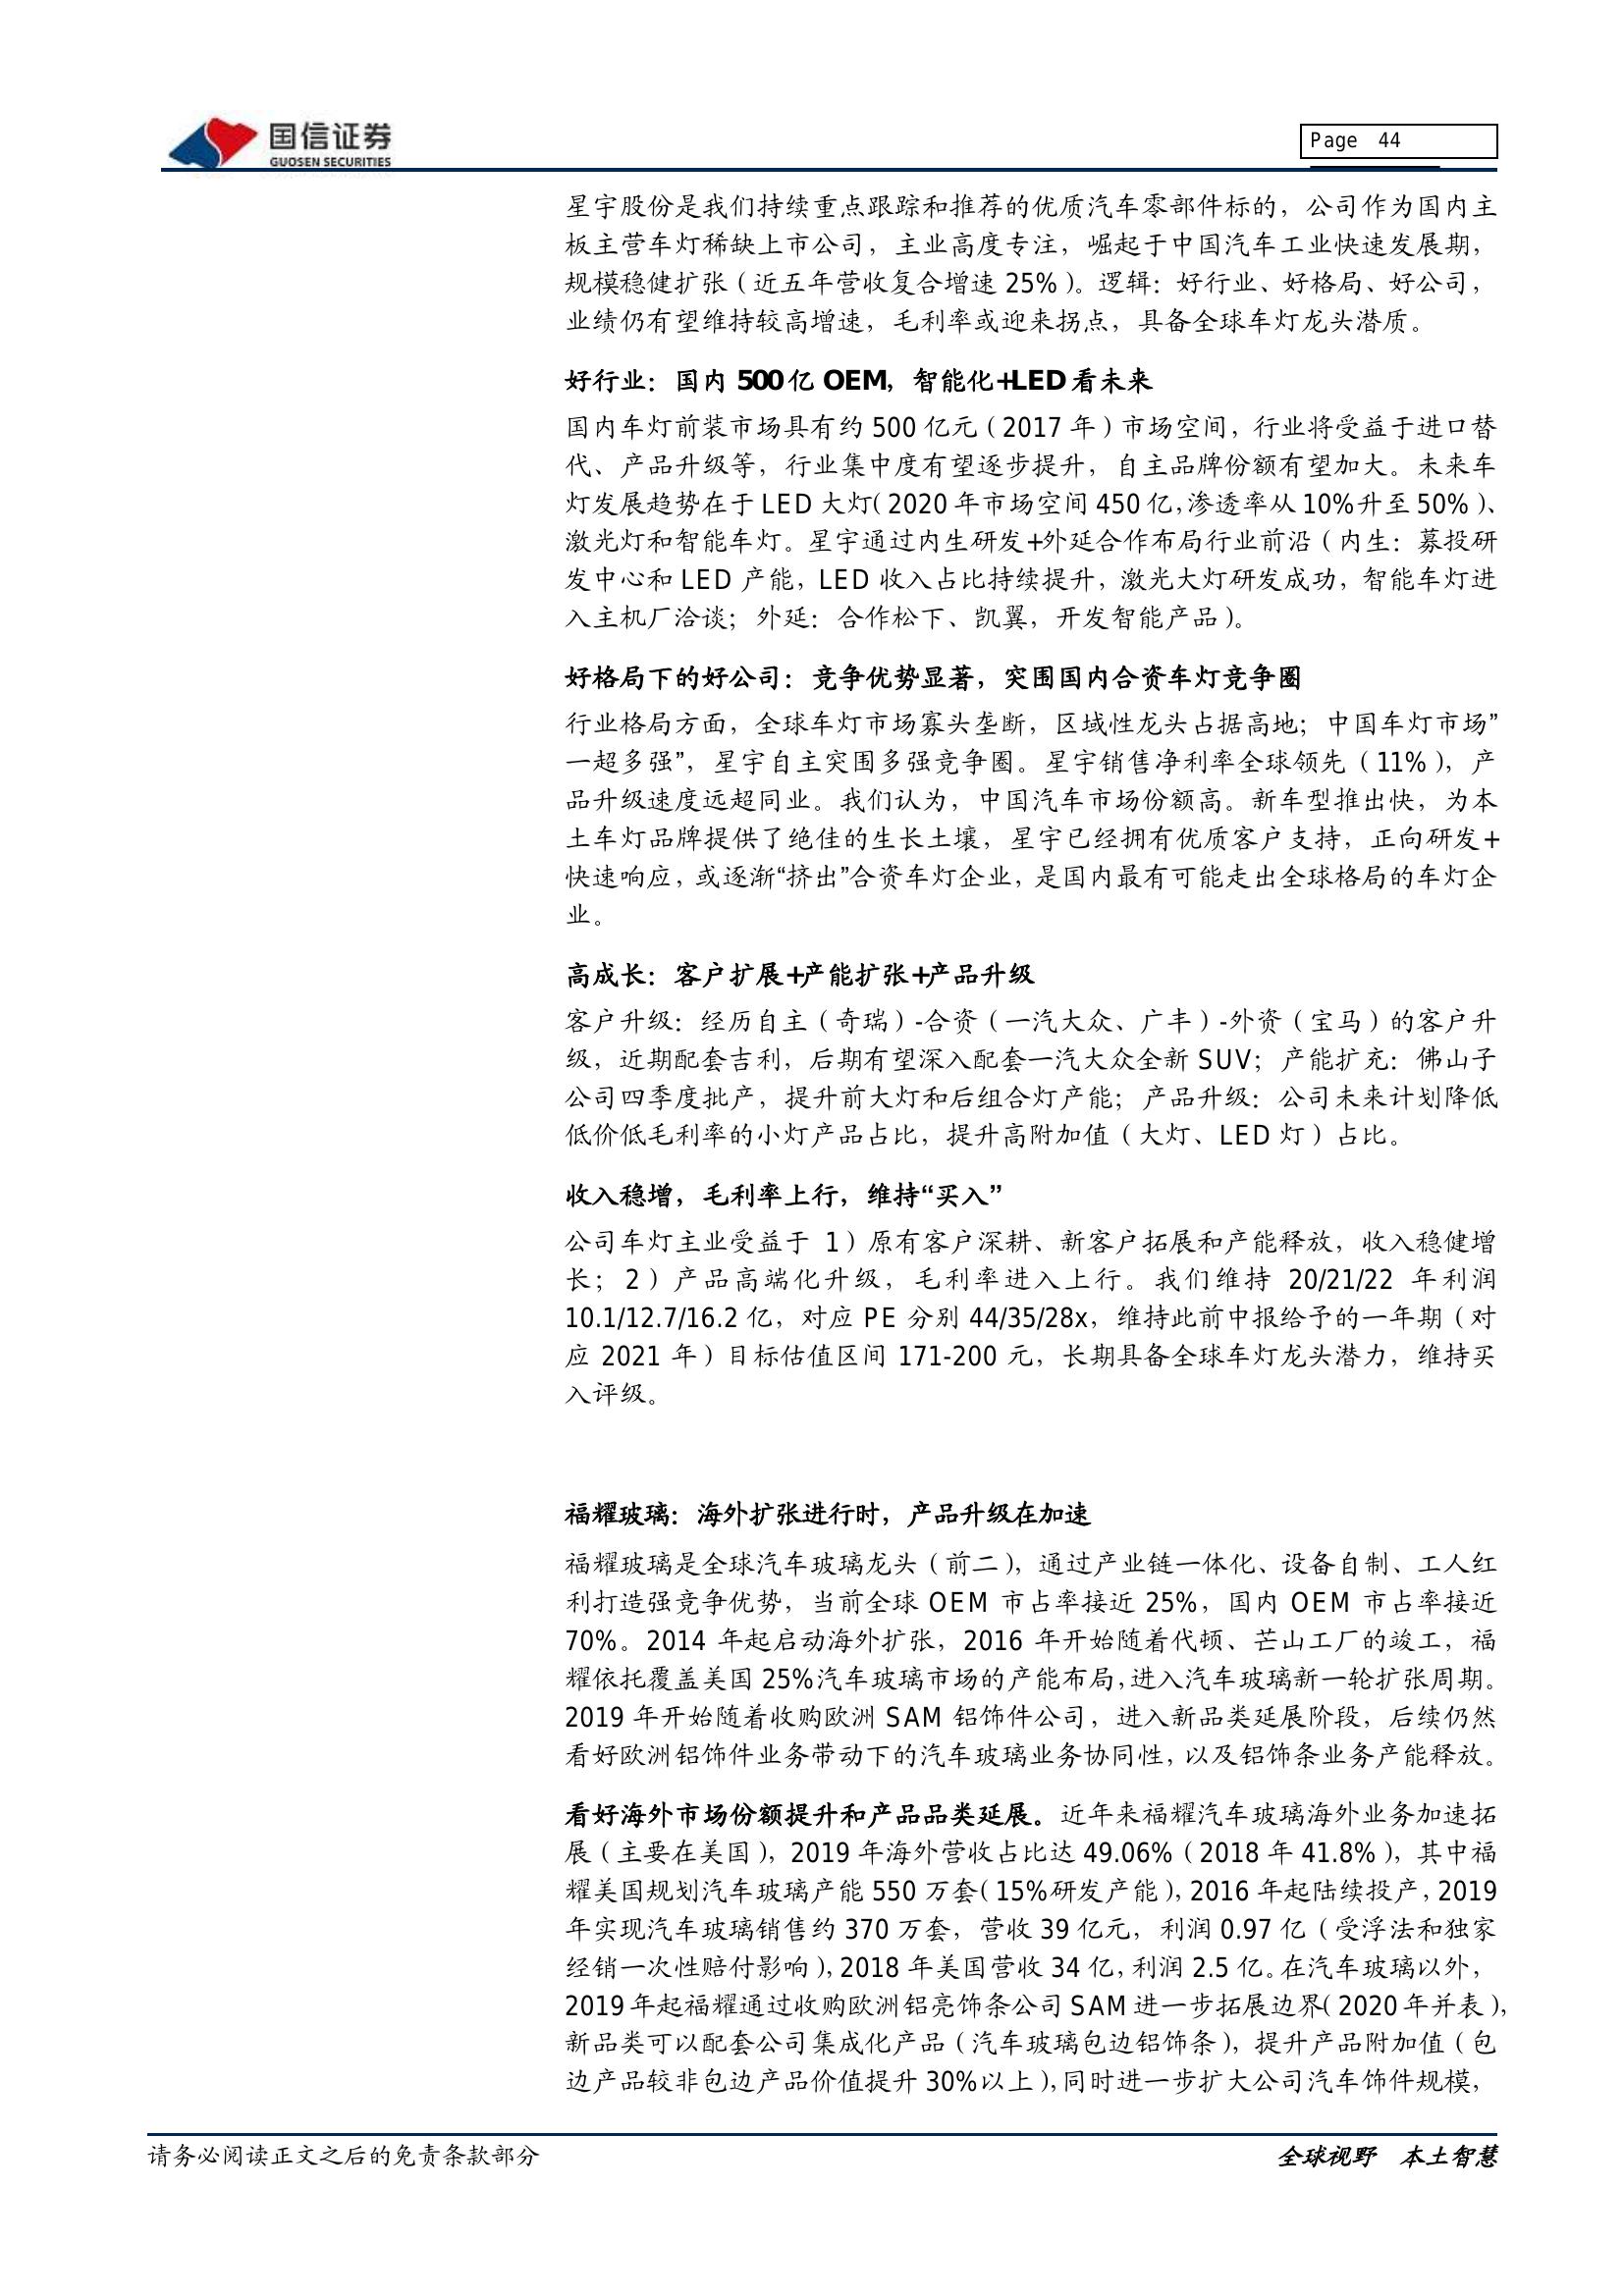 国信证券
GUOSEN SECURITIES
Page 44
星宇股份是我们持续重点跟踪和推荐的优质汽车零部件标的，公司作为国内主
板主营车灯稀缺上市公司，主业高度专注，崛起于中国汽车工业快速发展期，
规模稳健扩张（近五年营收复合增速 25%）。逻辑：好行业、好格局、好公司，
业绩仍有望维持较高增速，毛利率或迎来拐点，具备全球车灯龙头潜质。
好行业：国内 500 亿 OEM，智能化+LED 看未来
国内车灯前装市场具有约 500 亿元（2017 年）市场空间，行业将受益于进口替
代、产品升级等，行业集中度有望逐步提升，自主品牌份额有望加大。未来车
灯发展趋势在于 LED 大灯（2020 年市场空间 450 亿，渗透率从 10%升至 50%）、
激光灯和智能车灯。星宇通过内生研发+外延合作布局行业前沿（内生：募投研
发中心和 LED 产能，LED 收入占比持续提升，激光大灯研发成功，智能车灯进
入主机厂洽谈；外延：合作松下、凯翼，开发智能产品）。
好格局下的好公司：竞争优势显著，突围国内合资车灯竞争圈
行业格局方面，全球车灯市场寡头垄断，区域性龙头占据高地；中国车灯市场”
一超多强”，星宇自主突围多强竞争圈。星宇销售净利率全球领先（11%），产
品升级速度远超同业。我们认为，中国汽车市场份额高。新车型推出快，为本
土车灯品牌提供了绝佳的生长土壤，星宇已经拥有优质客户支持，正向研发+
快速响应，或逐渐“挤出”合资车灯企业，是国内最有可能走出全球格局的车灯企
业。
高成长：客户扩展+产能扩张+产品升级
客户升级：经历自主（奇瑞）-合资（一汽大众、广丰）-外资（宝马）的客户升
级，近期配套吉利，后期有望深入配套一汽大众全新 SUV；产能扩充：佛山子
公司四季度批产，提升前大灯和后组合灯产能；产品升级：公司未来计划降低
低价低毛利率的小灯产品占比，提升高附加值（大灯、LED 灯）占比。
收入稳增，毛利率上行，维持“买入”
公司车灯主业受益于 1）原有客户深耕、新客户拓展和产能释放，收入稳健增
长；2）产品高端化升级，毛利率进入上行。我们维持 20/21/22 年利润
10.1/12.7/16.2 亿，对应 PE 分别 44/35/28x，维持此前中报给予的一年期（对
应 2021 年）目标估值区间 171-200 元，长期具备全球车灯龙头潜力，维持买
入评级。
福耀玻璃：海外扩张进行时，产品升级在加速
福耀玻璃是全球汽车玻璃龙头（前二），通过产业链一体化、设备自制、工人红
利打造强竞争优势，当前全球 OEM 市占率接近 25%，国内 OEM 市占率接近
70%。2014 年起启动海外扩张，2016 年开始随着代顿、芒山工厂的竣工，福
耀依托覆盖美国 25%汽车玻璃市场的产能布局，进入汽车玻璃新一轮扩张周期。
2019 年开始随着收购欧洲 SAM 铝饰件公司，进入新品类延展阶段，后续仍然
看好欧洲铝饰件业务带动下的汽车玻璃业务协同性，以及铝饰条业务产能释放。
看好海外市场份额提升和产品品类延展。近年来福耀汽车玻璃海外业务加速拓
展（主要在美国），2019 年海外营收占比达 49.06%（2018 年 41.8%），其中福
耀美国规划汽车玻璃产能 550 万套（15%研发产能），2016 年起陆续投产，2019
年实现汽车玻璃销售约 370 万套，营收 39 亿元，利润 0.97 亿（受浮法和独家
经销一次性赔付影响），2018 年美国营收 34 亿，利润 2.5 亿。在汽车玻璃以外，
2019 年起福耀通过收购欧洲铝亮饰条公司 SAM 进一步拓展边界（2020 年并表），
新品类可以配套公司集成化产品（汽车玻璃包边铝饰条），提升产品附加值（包
边产品较非包边产品价值提升 30%以上），同时进一步扩大公司汽车饰件规模，
请务必阅读正文之后的免责条款部分
全球视野 本土智慧